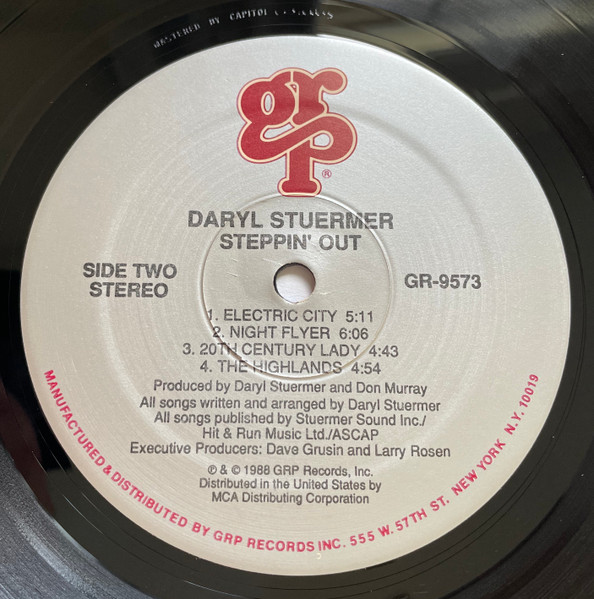 MASTERED BY CAPITOL
grp®
DARYL STUERMER
STEPPIN' OUT
SIDE TWO
STEREO
GR-9573
1. ELECTRIC CITY 5:11
2. NIGHT FLYER 6:06
3. 20TH CENTURY LADY 4:43
4. THE HIGHLANDS 4:54
Produced by Daryl Stuermer and Don Murray
All songs written and arranged by Daryl Stuermer
All songs published by Stuermer Sound Inc./
Hit & Run Music Ltd./ASCAP
Executive Producers: Dave Grusin and Larry Rosen
℗ & © 1988 GRP Records, Inc.
Distributed in the United States by
MCA Distributing Corporation
MANUFACTURED & DISTRIBUTED BY GRP RECORDS INC. 555 W. 57TH ST. NEW YORK N.Y. 10019